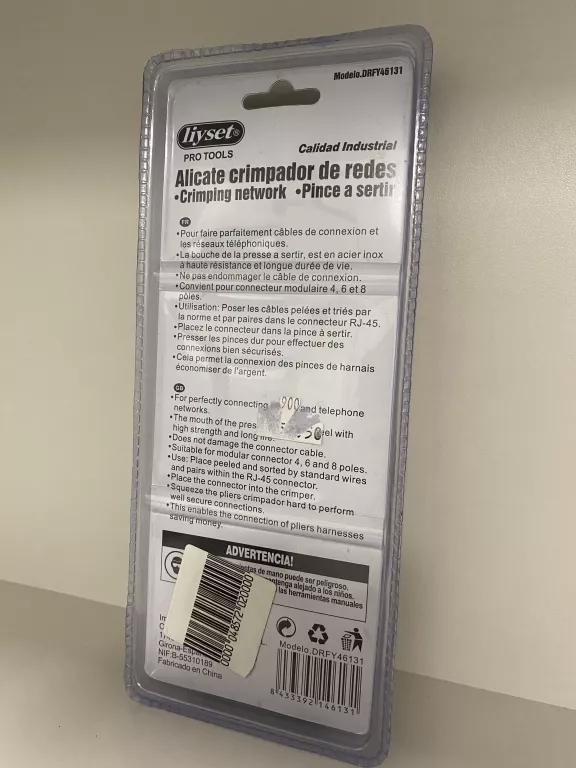 Modelo.DRFY46131
liyset®
PRO TOOLS
Calidad Industrial
Alicate crimpador de redes
•Crimping network •Pince a sertir
FR
•Pour faire parfaitement câbles de connexion et
les réseaux téléphoniques.
•La bouche de la presse a sertir, est en acier inox
à haute résistance et longue durée de vie.
•Ne pas endommager le câble de connexion.
•Convient pour connecteur modulaire 4, 6 et 8
pôles.
•Utilisation: Poser les câbles pelées et triés par
la norme et par paires dans le connecteur RJ-45.
•Placez le connecteur dans la pince à sertir.
•Presser les pinces dur pour effectuer des
connexions bien sécurisés.
•Cela permet la connexion des pinces de harnais
économiser de l'argent.
GB
•For perfectly connecting and telephone
networks.
•The mouth of the with
high strength and long
•Does not damage the connector cable.
•Suitable for modular connector 4, 6 and 8 poles.
•Use: Place peeled and sorted by standard wires
and pairs within the RJ-45 connector.
•Place the connector into the crimper.
•Squeeze the pliers crimpador hard to perform
well secure connections.
•This enables the connection of pliers harnesses
saving money.
ADVERTENCIA!
de mano puede ser peligroso.
alejado a los niños.
las herramientas manuales
0000 048572 020000
NIF:B-55310189
Fabricado en China
Modelo.DRFY46131
8 433392 146131